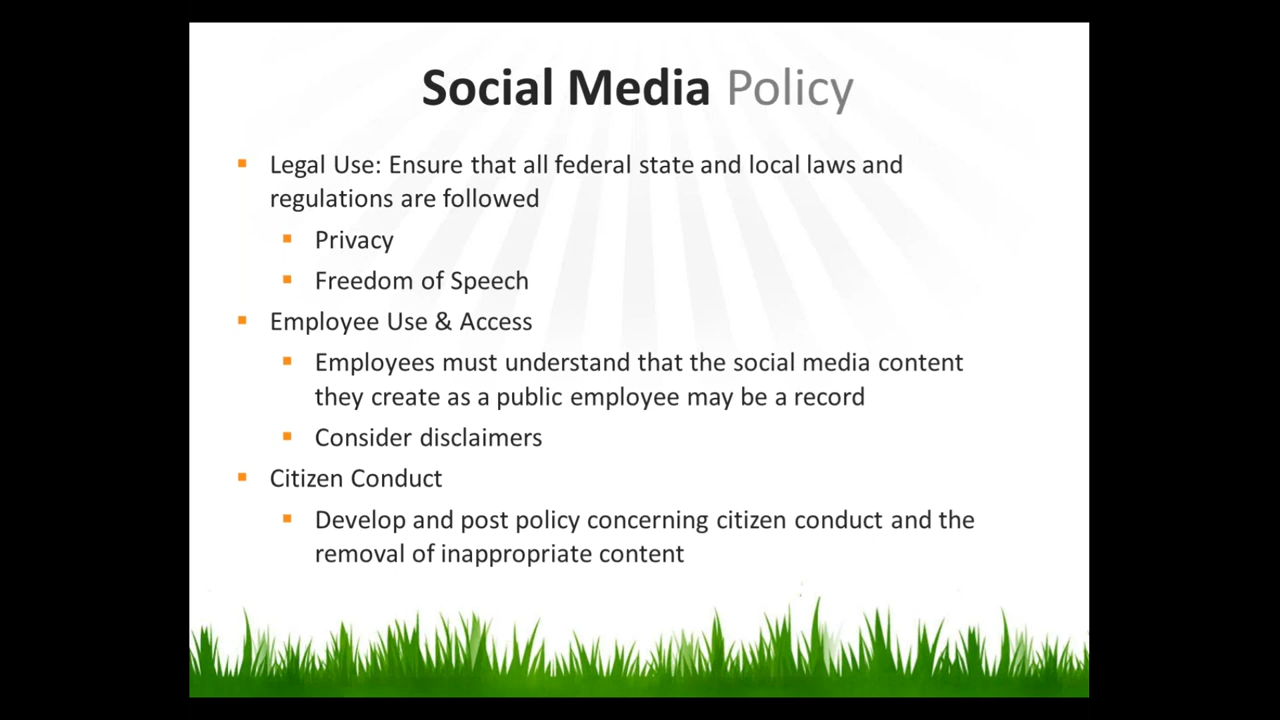 Social Media Policy
Legal Use: Ensure that all federal state and local laws and
regulations are followed
Privacy
Freedom of Speech
Employee Use & Access
Employees must understand that the social media content
they create as a public employee may be a record
Consider disclaimers
Citizen Conduct
Develop and post policy concerning citizen conduct and the
removal of inappropriate content